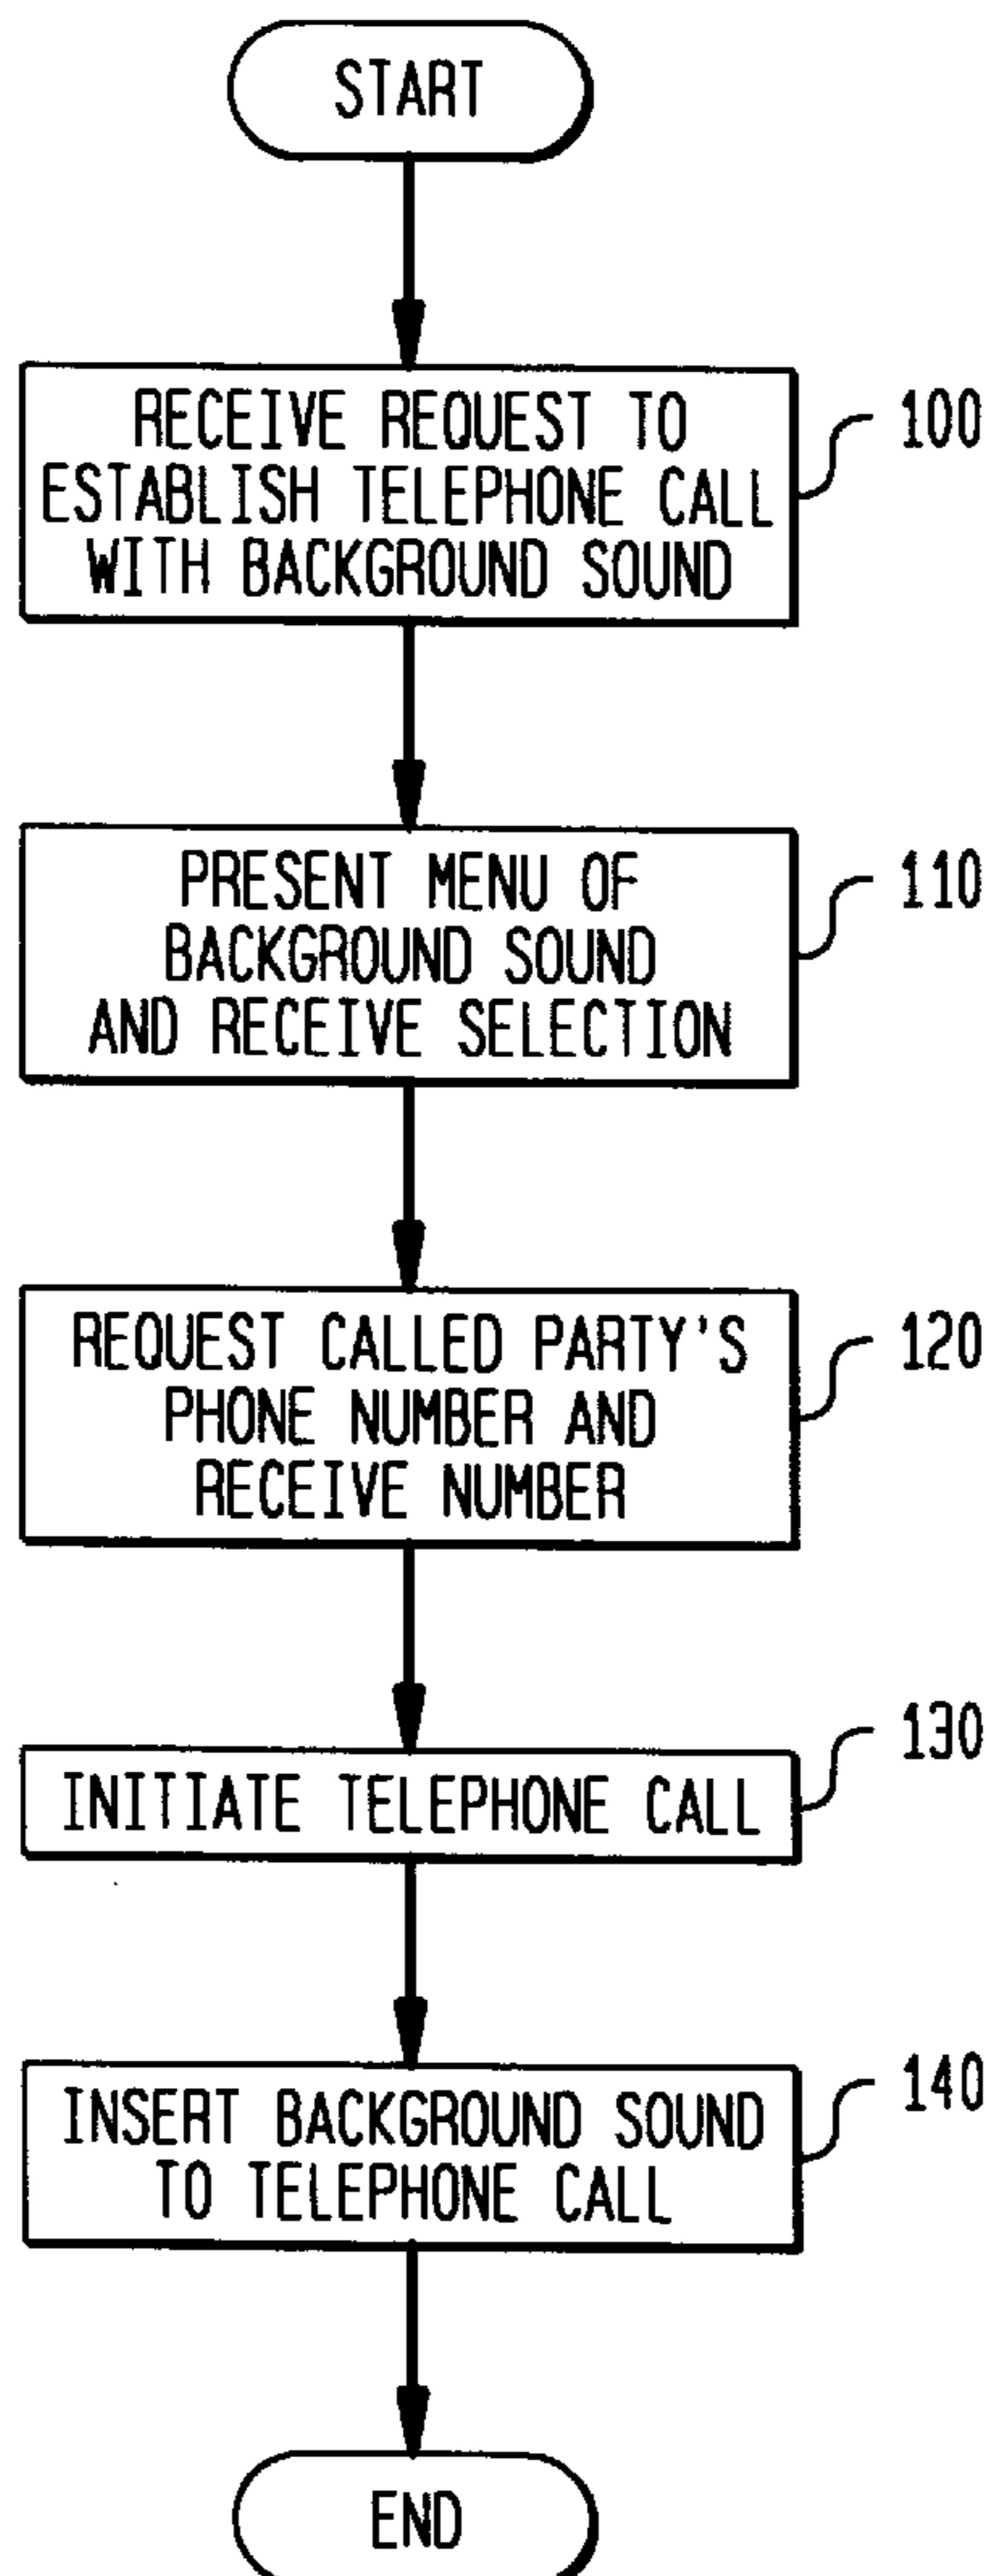 START
RECEIVE REQUEST TO
ESTABLISH TELEPHONE CALL
WITH BACKGROUND SOUND
100
PRESENT MENU OF
BACKGROUND SOUND
AND RECEIVE SELECTION
110
REQUEST CALLED PARTY'S
PHONE NUMBER AND
RECEIVE NUMBER
120
INITIATE TELEPHONE CALL
130
INSERT BACKGROUND SOUND
TO TELEPHONE CALL
140
END